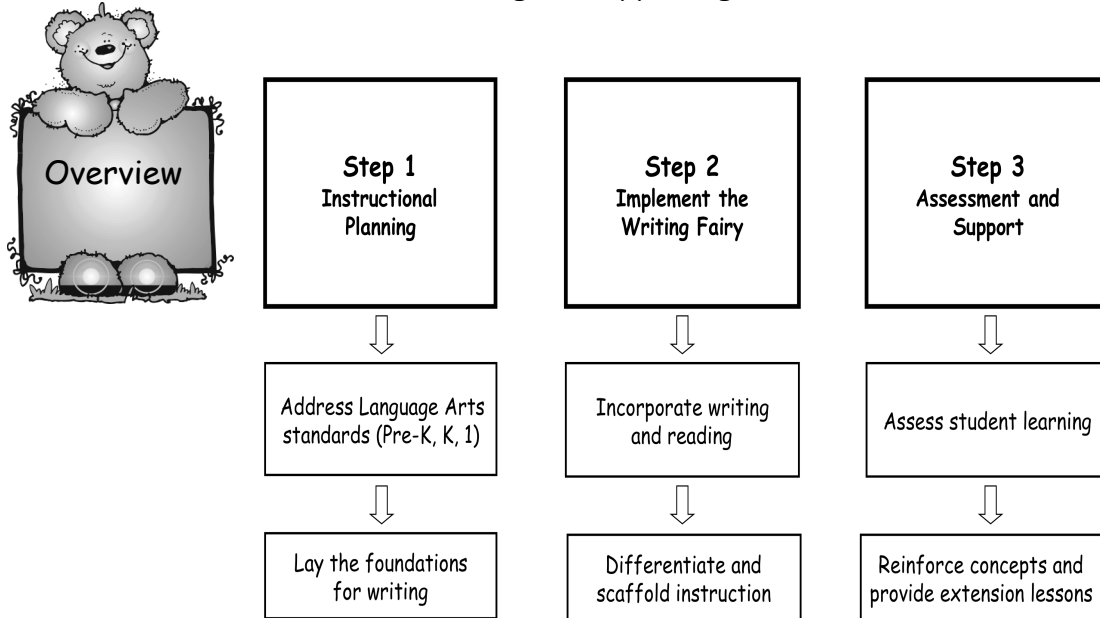 Overview
Step 1
Instructional
Planning
Step 2
Implement the
Writing Fairy
Step 3
Assessment and
Support
Address Language Arts
standards (Pre-K, K, 1)
Incorporate writing
and reading
Assess student learning
Lay the foundations
for writing
Differentiate and
scaffold instruction
Reinforce concepts and
provide extension lessons